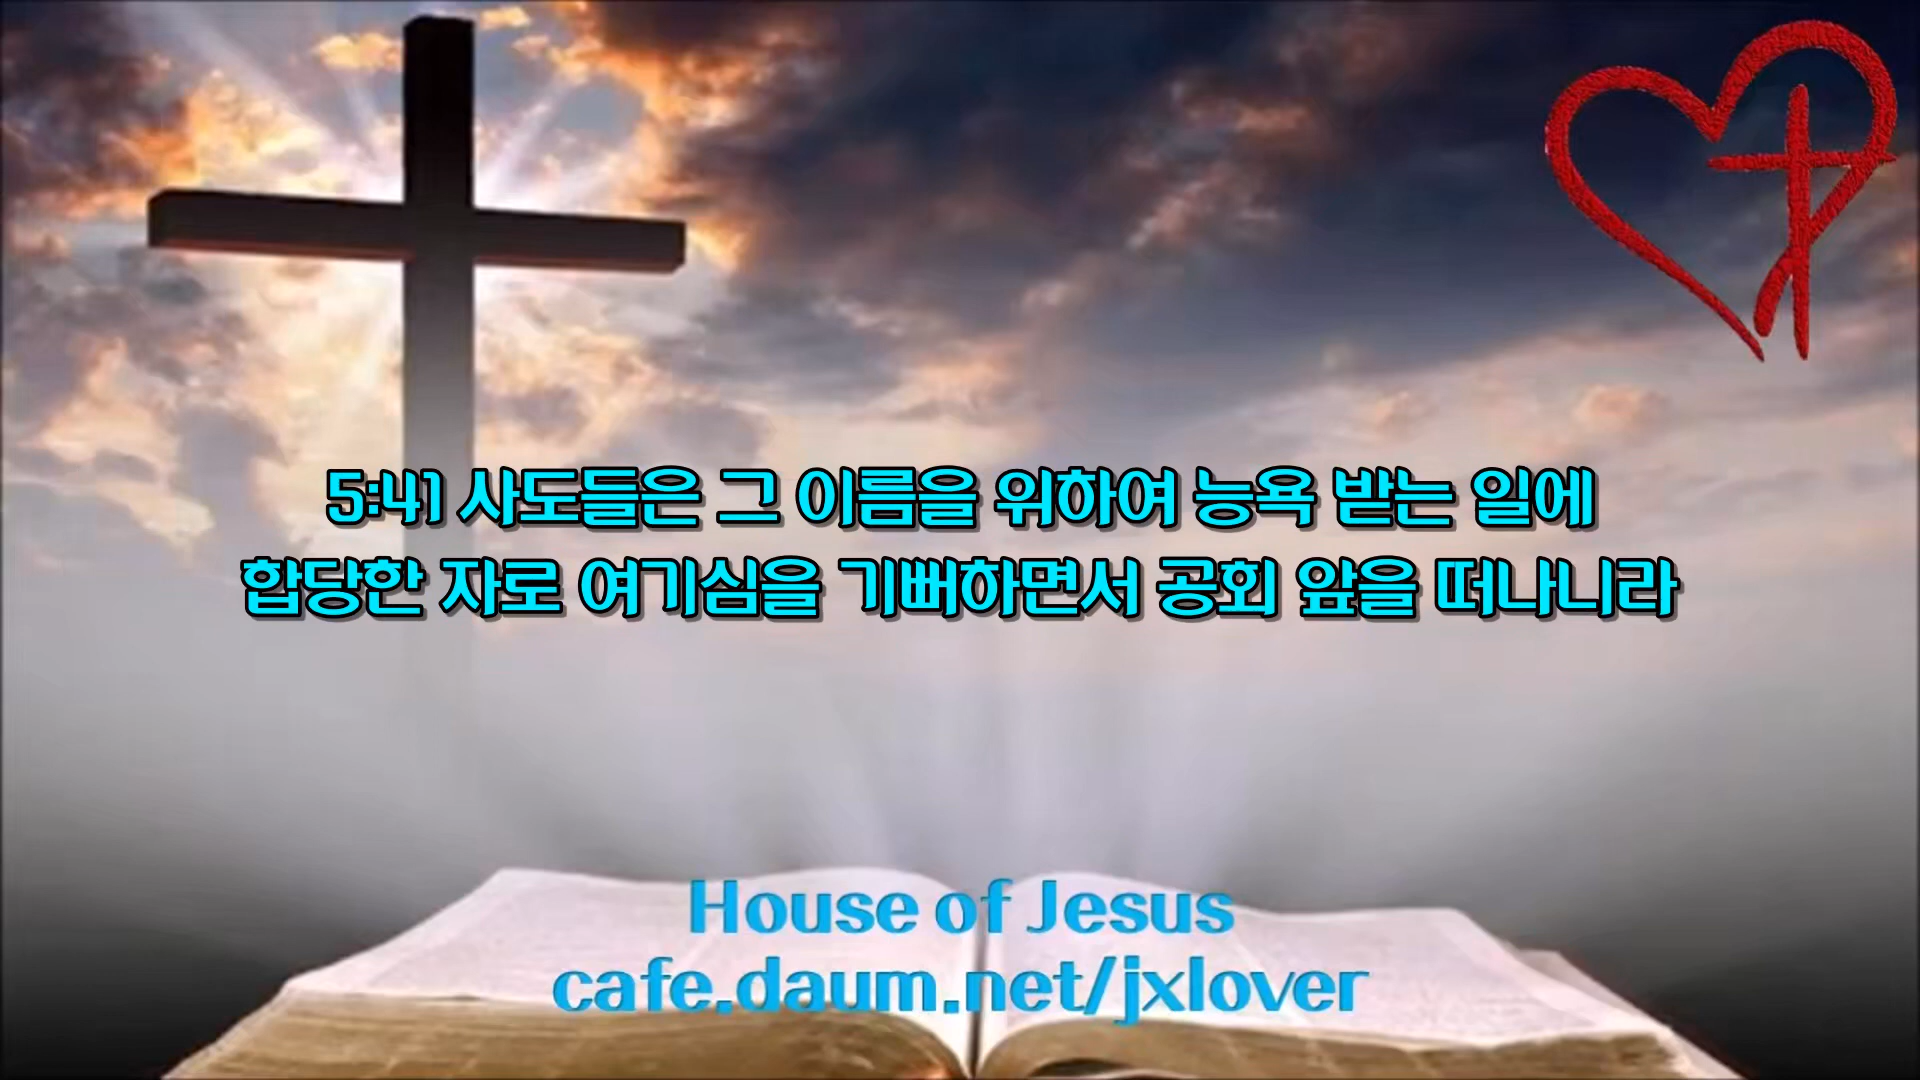 5:41 사도들은 그 이름을 위하여 능욕 받는 일에
합당한 자로 여기심을 기뻐하면서 공회 앞을 떠나니라
House of Jesus
cafe.daum.net/jxlover